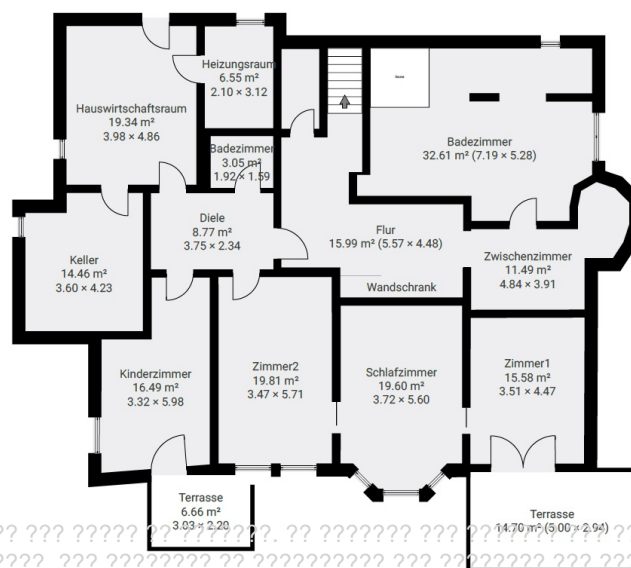 Heizungsraum
6.55 m²
2.10 × 3.12
Hauswirtschaftsraum
19.34 m²
3.98 × 4.86
Badezimmer
3.05 m²
1.92 × 1.59
Badezimmer
32.61 m² (7.19 × 5.28)
Diele
8.77 m²
3.75 × 2.34
Flur
15.99 m² (5.57 × 4.48)
Keller
14.46 m²
3.60 × 4.23
Zwischenzimmer
11.49 m²
4.84 × 3.91
Wandschrank
Kinderzimmer
16.49 m²
3.32 × 5.98
Zimmer2
19.81 m²
3.47 × 5.71
Schlafzimmer
19.60 m²
3.72 × 5.60
Zimmer1
15.58 m²
3.51 × 4.47
Terrasse
6.66 m²
3.03 × 2.20
Terrasse
14.70 m² (5.00 × 2.94)